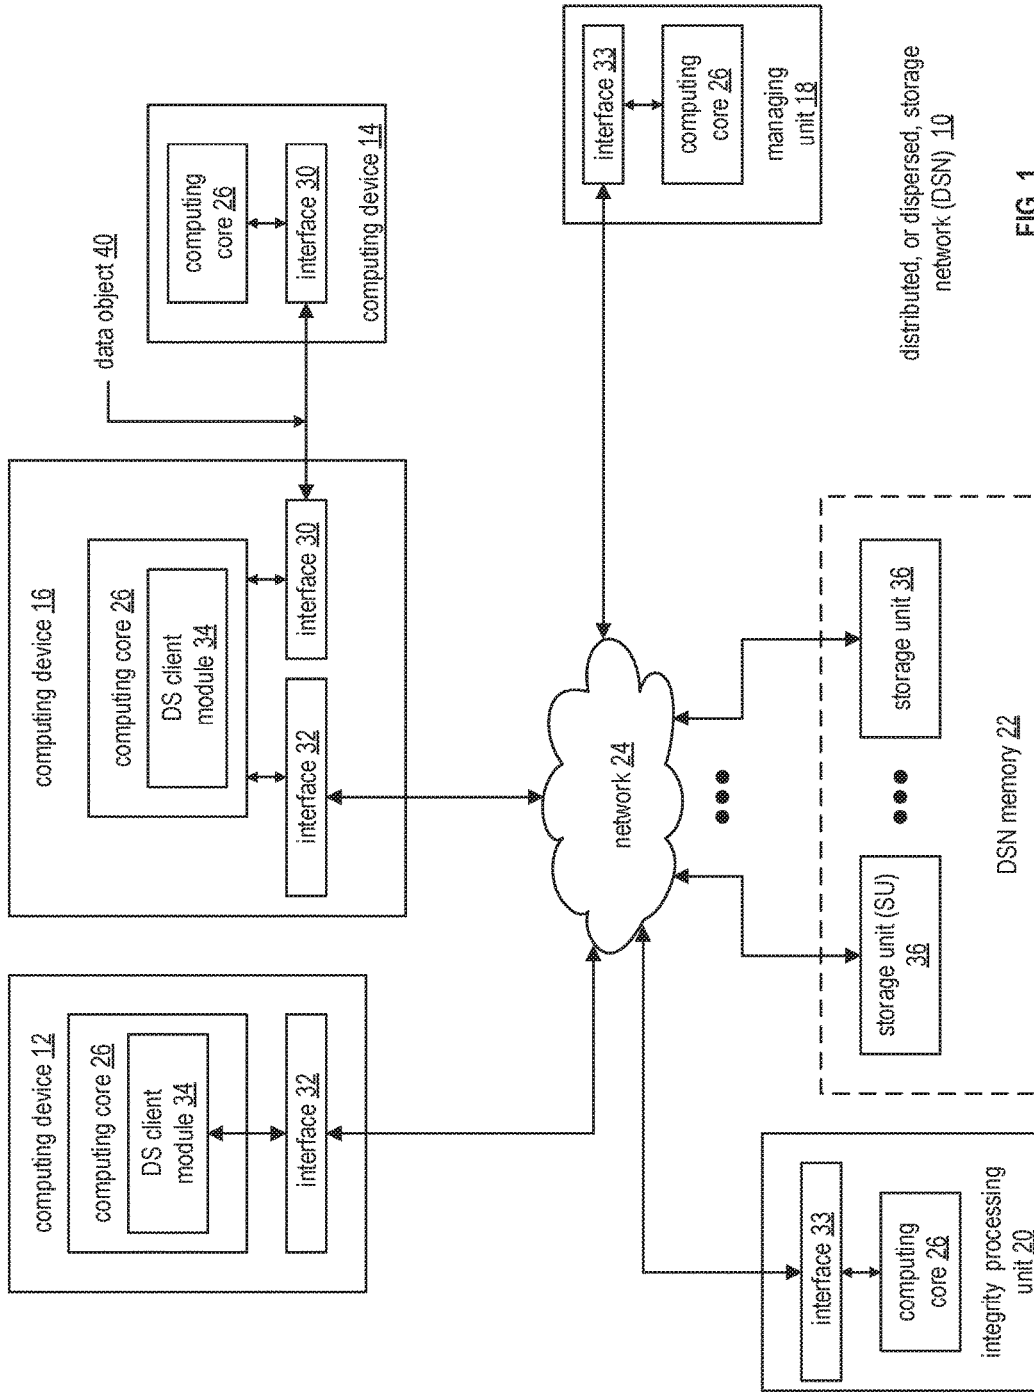 computing device 12
computing core 26
DS client
module 34
interface 32
computing device 16
computing core 26
DS client
module 34
interface 32
interface 30
data object 40
computing
core 26
interface 30
computing device 14
network 24
interface 33
computing
core 26
managing
unit 18
interface 33
computing
core 26
integrity processing
unit 20
storage unit (SU)
36
storage unit 36
DSN memory 22
distributed, or dispersed, storage
network (DSN) 10
FIG. 1